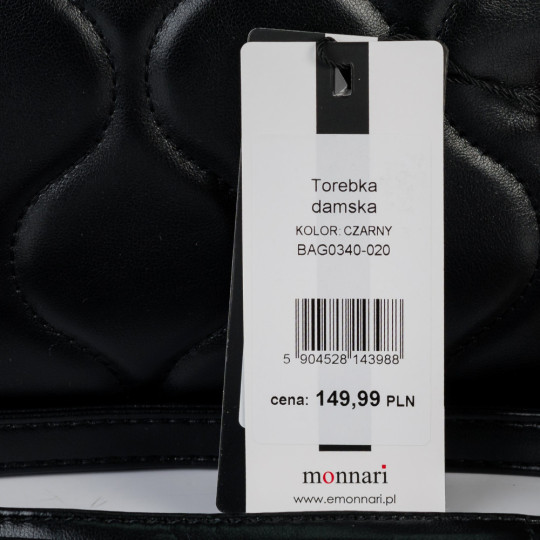 Torebka
damska
KOLOR: CZARNY
BAG0340-020
5 904528 143988
cena: 149,99 PLN
monnari
www.emonnari.pl